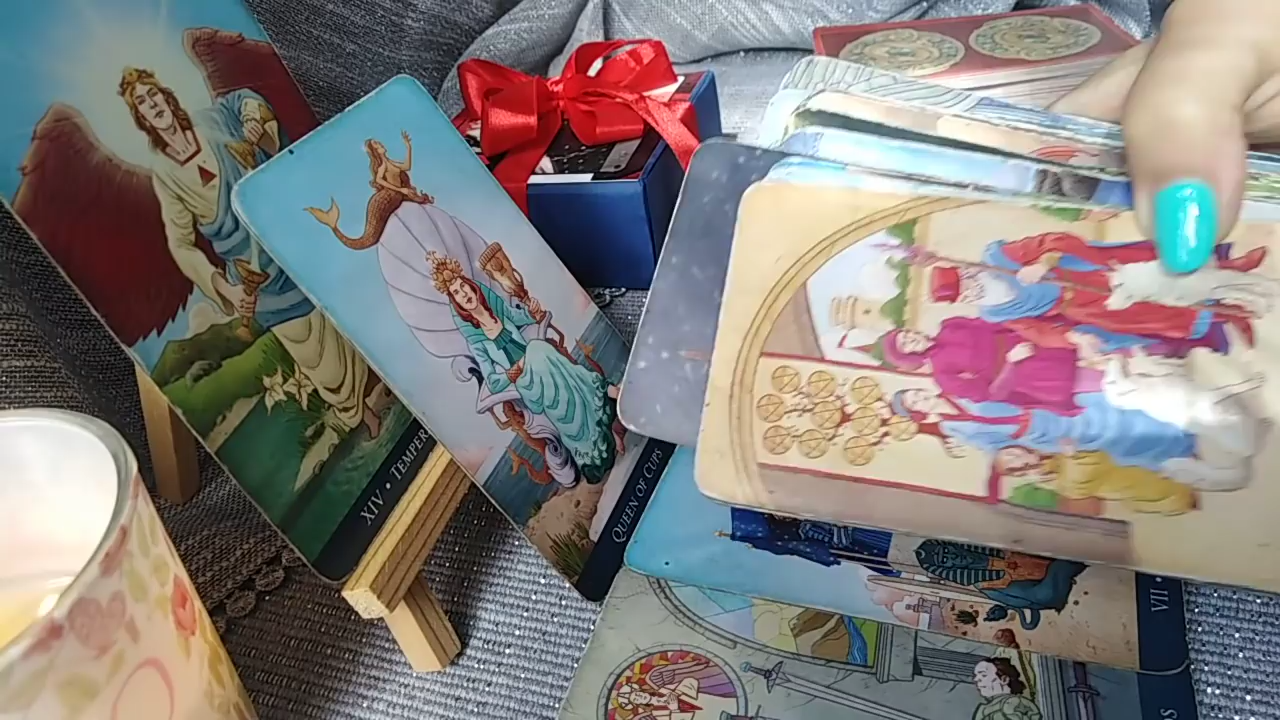 XIV • TEMPER
QUEEN OF CUPS
VII •